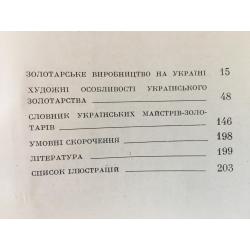 ЗОЛОТАРСЬКЕ ВИРОБНИЦТВО НА УКРАЇНІ 15
ХУДОЖНІ ОСОБЛИВОСТІ УКРАЇНСЬКОГО
ЗОЛОТАРСТВА 48
СЛОВНИК УКРАЇНСЬКИХ МАЙСТРІВ-ЗОЛО-
ТАРІВ 146
УМОВНІ СКОРОЧЕННЯ 198
ЛІТЕРАТУРА 199
СПИСОК ІЛЮСТРАЦІЙ 203